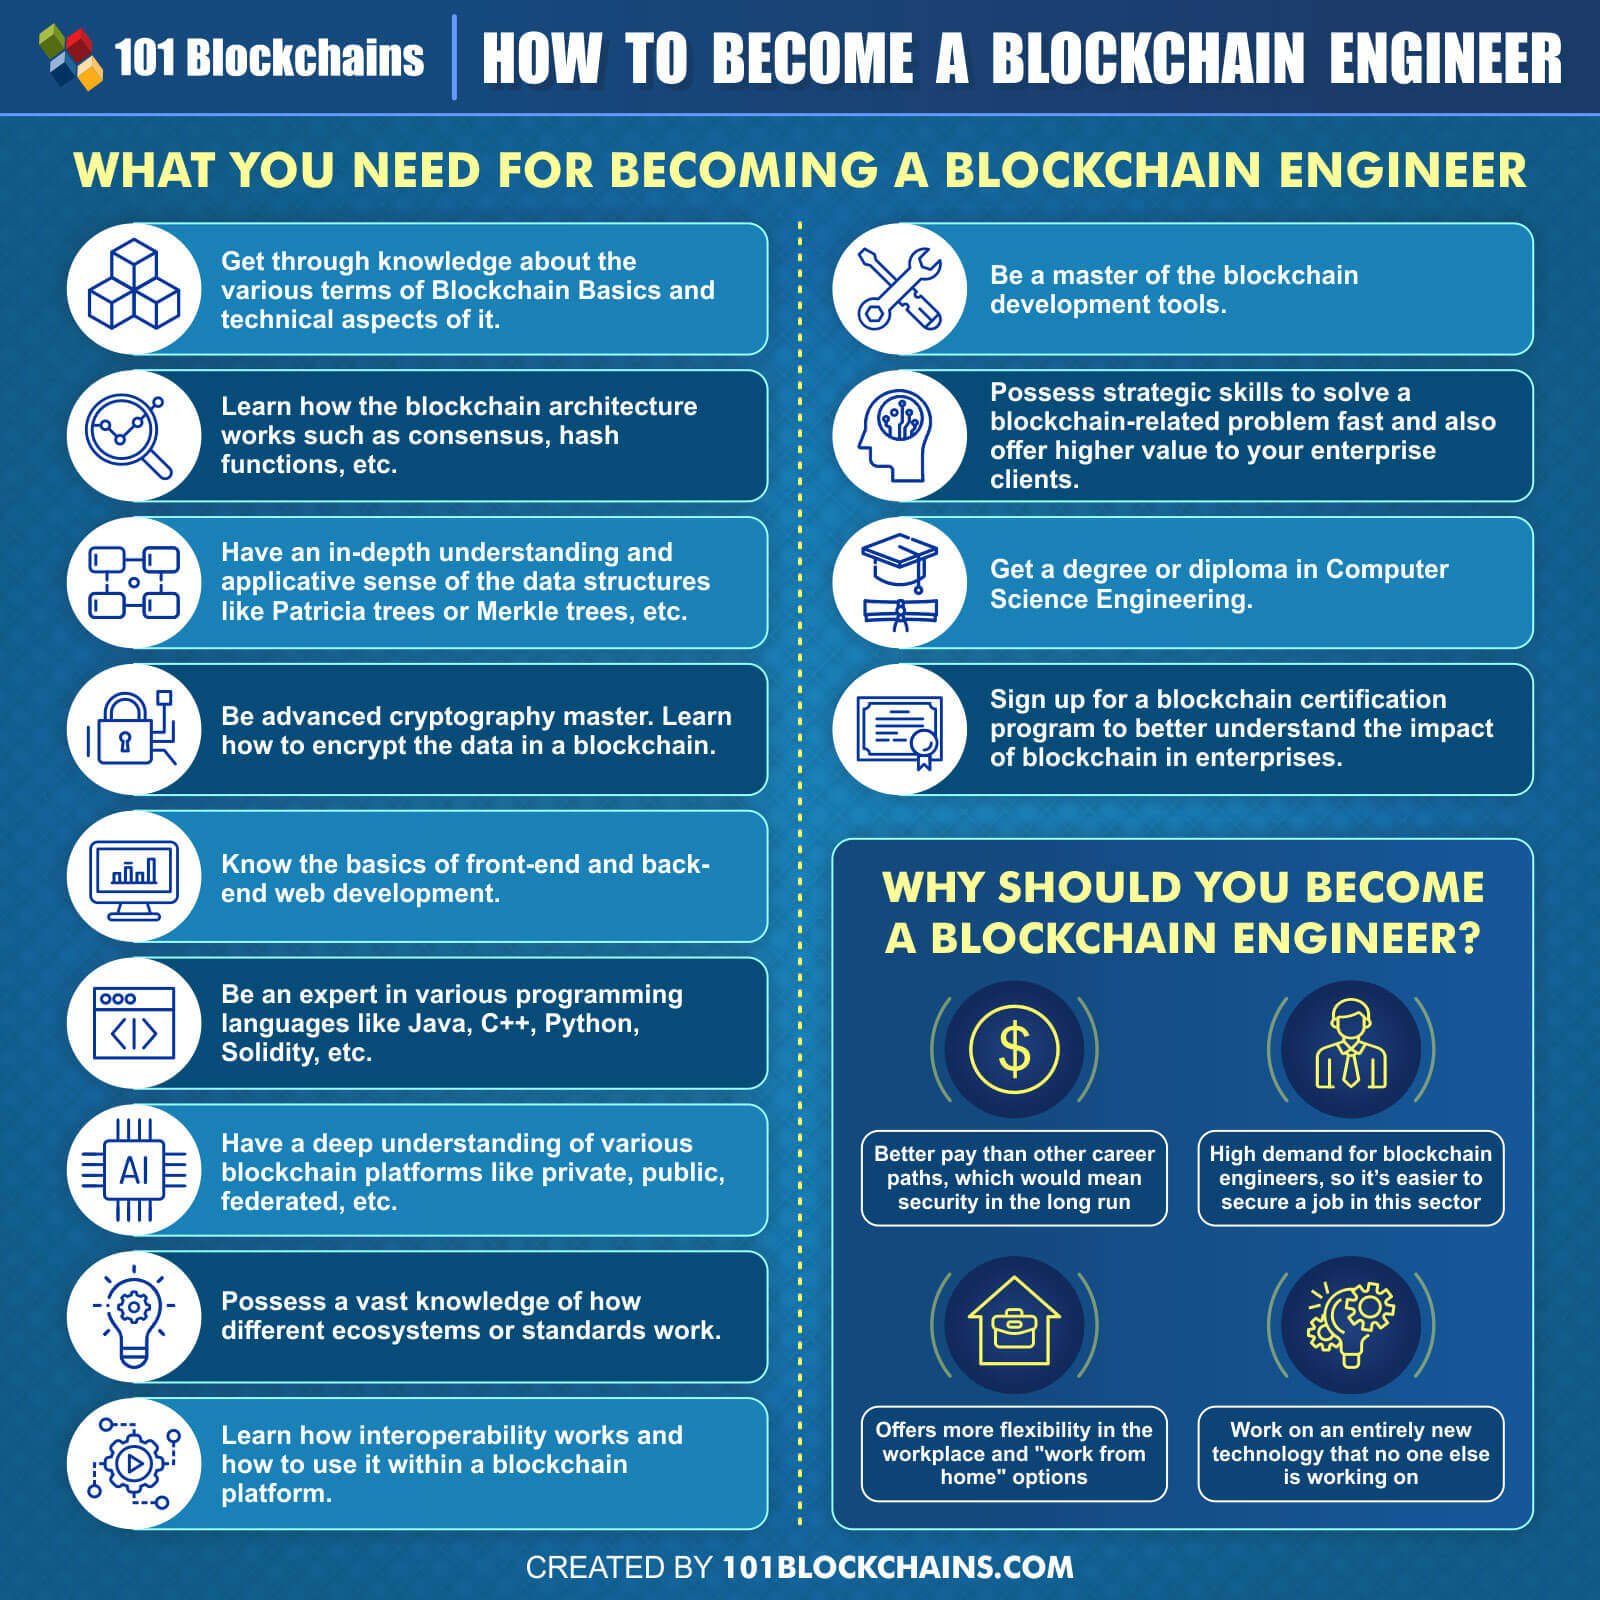 101 Blockchains
HOW TO BECOME A BLOCKCHAIN ENGINEER
WHAT YOU NEED FOR BECOMING A BLOCKCHAIN ENGINEER
Get through knowledge about the
various terms of Blockchain Basics and
technical aspects of it.
Learn how the blockchain architecture
works such as consensus, hash
functions, etc.
Have an in-depth understanding and
applicative sense of the data structures
like Patricia trees or Merkle trees, etc.
Be advanced cryptography master. Learn
how to encrypt the data in a blockchain.
Know the basics of front-end and back-
end web development.
Be an expert in various programming
languages like Java, C++, Python,
Solidity, etc.
AI
Have a deep understanding of various
blockchain platforms like private, public,
federated, etc.
Possess a vast knowledge of how
different ecosystems or standards work.
Learn how interoperability works and
how to use it within a blockchain
platform.
Be a master of the blockchain
development tools.
Possess strategic skills to solve a
blockchain-related problem fast and also
offer higher value to your enterprise
clients.
Get a degree or diploma in Computer
Science Engineering.
Sign up for a blockchain certification
program to better understand the impact
of blockchain in enterprises.
WHY SHOULD YOU BECOME
A BLOCKCHAIN ENGINEER?
$
Better pay than other career
paths, which would mean
security in the long run
High demand for blockchain
engineers, so it's easier to
secure a job in this sector
Offers more flexibility in the
workplace and "work from
home" options
Work on an entirely new
technology that no one else
is working on
CREATED BY 101BLOCKCHAINS.COM